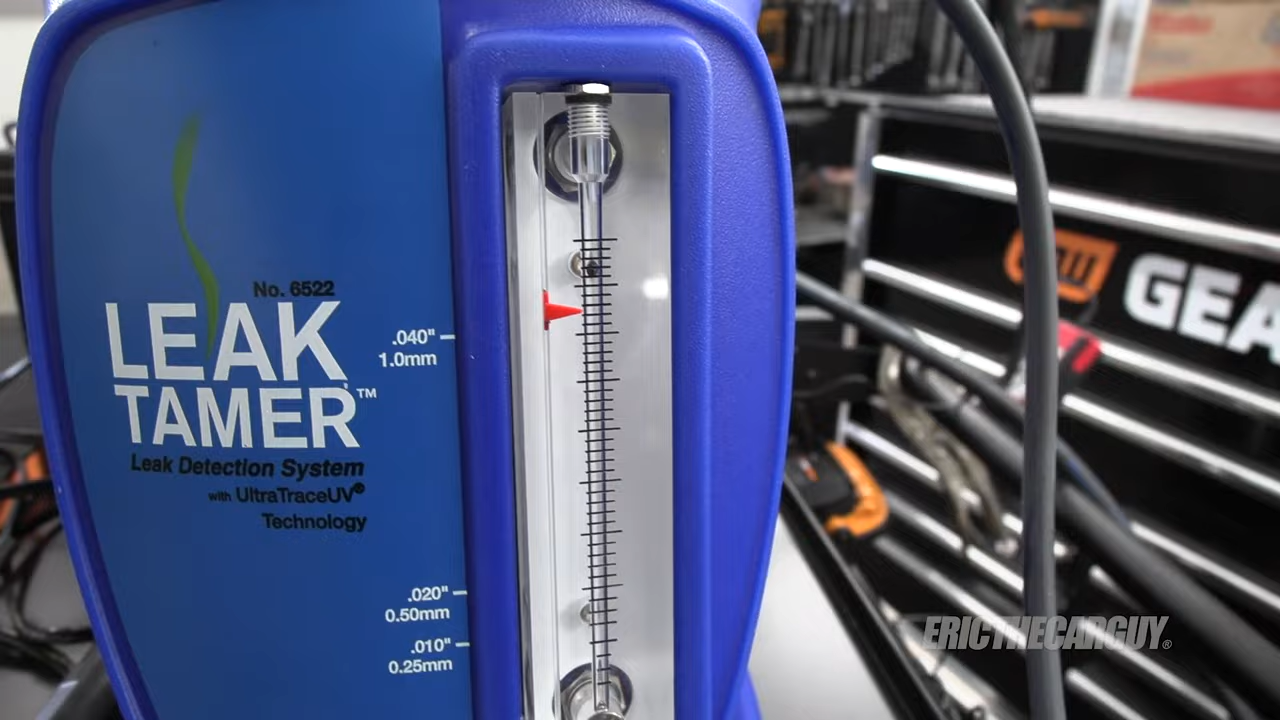 No. 6522
LEAK
TAMER™
Leak Detection System
with UltraTraceUV®
Technology
.040"
1.0mm
.020"
0.50mm
.010"
0.25mm
GEA
ERICTHECARGUY®